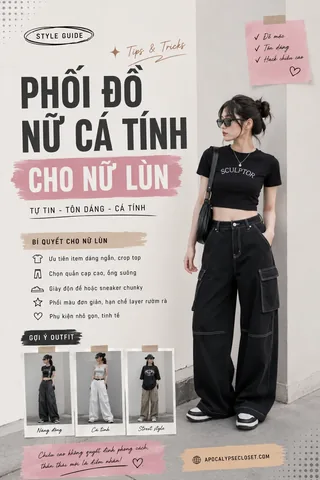 STYLE GUIDE
Tips & Tricks
✓ Dễ mặc
✓ Tôn dáng
✓ Hack chiều cao
PHỐI ĐỒ
NỮ CÁ TÍNH
CHO NỮ LÙN
TỰ TIN - TÔN DÁNG - CÁ TÍNH
SCULPTOR
BÍ QUYẾT CHO NỮ LÙN
Ưu tiên item dáng ngắn, crop top
Chọn quần cạp cao, ống suông
Giày độn đế hoặc sneaker chunky
Phối màu đơn giản, hạn chế layer rườm rà
Phụ kiện nhỏ gọn, tinh tế
GỢI Ý OUTFIT
Năng động
Cá tính
Street style
Chiều cao không quyết định phong cách,
thần thái mới là điểm nhấn!
APOCALYPSECLOSET.COM